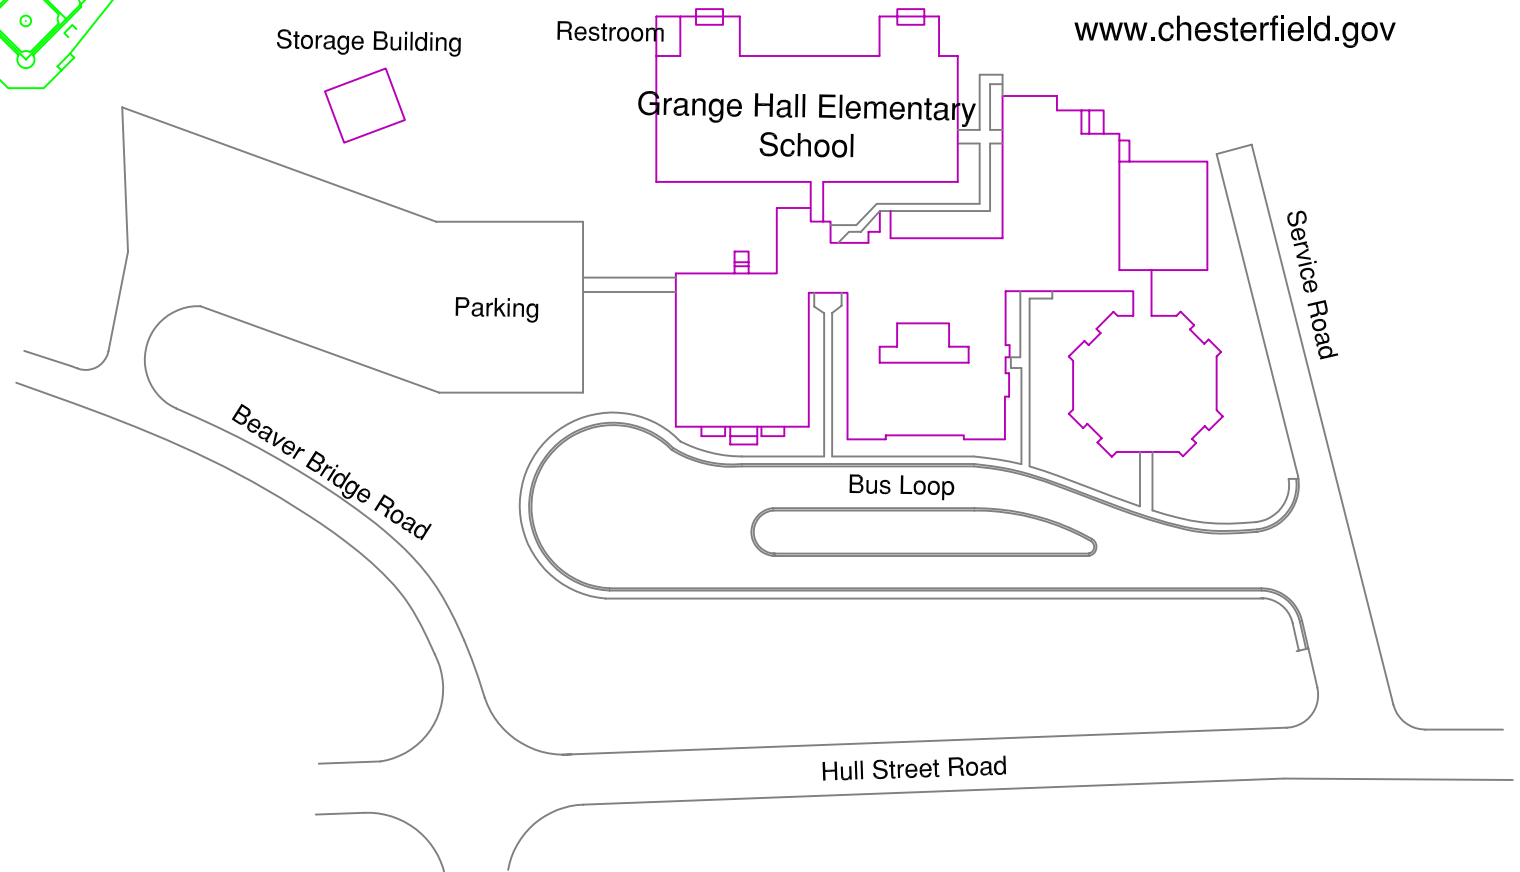 www.chesterfield.gov
Restroom
Storage Building
Grange Hall Elementary
School
Service Road
Parking
Beaver Bridge Road
Bus Loop
Hull Street Road